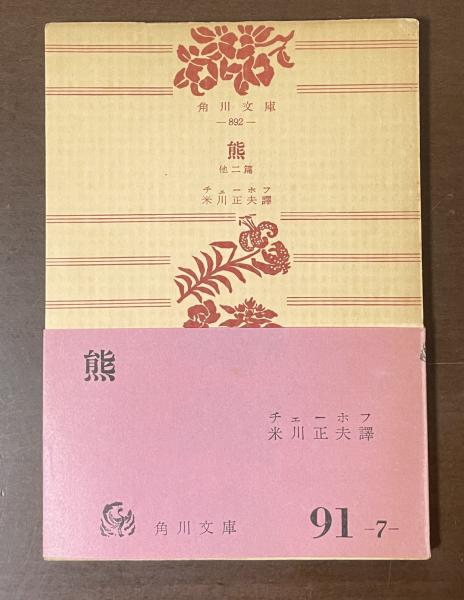 角川文庫
—892—
熊
他二篇
チェーホフ
米川正夫譯
熊
チェーホフ
米川正夫譯
角川文庫
91 —7—